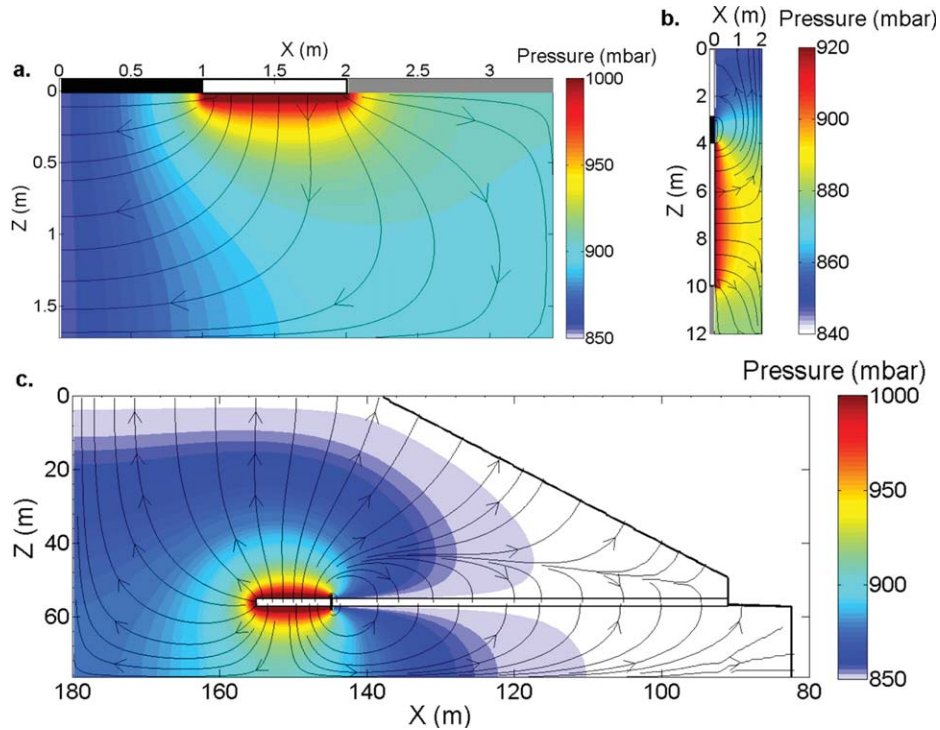 a.
X (m)
0 0.5 1 1.5 2 2.5 3
Z (m)
0
0.5
1
1.5
Pressure (mbar)
1000
950
900
850
b.
X (m)
0 1 2
Z (m)
0
2
4
6
8
10
12
Pressure (mbar)
920
900
880
860
840
c.
Z (m)
0
20
40
60
180 160 140 120 100 80
X (m)
Pressure (mbar)
1000
950
900
850